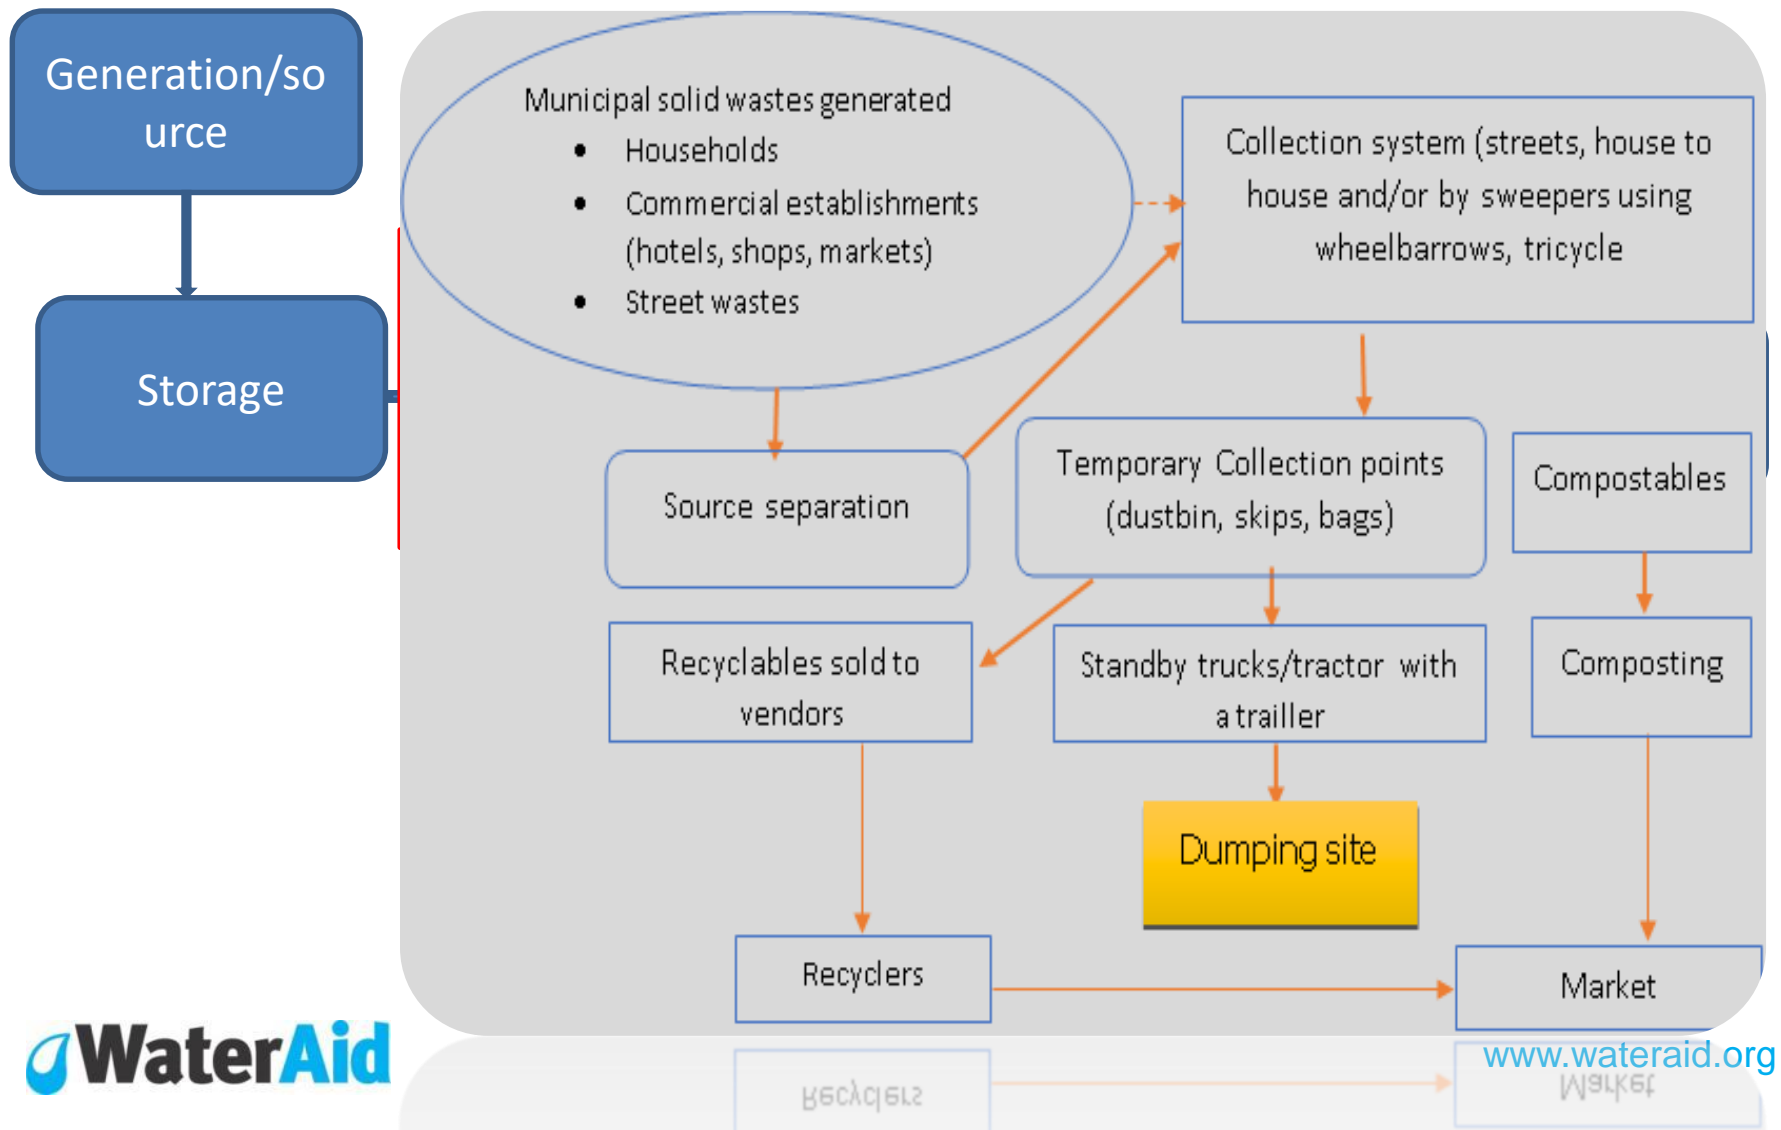 Generation/so
urce
Storage
Municipal solid wastes generated
• Households
• Commercial establishments
(hotels, shops, markets)
• Street wastes
Collection system (streets, house to
house and/or by sweepers using
wheelbarrows, tricycle
Source separation
Temporary Collection points
(dustbin, skips, bags)
Compostables
Recyclables sold to
vendors
Standby trucks/tractor with
a trailler
Composting
Dumping site
Recyclers
Market
WaterAid
www.wateraid.org
Recyclers
Market